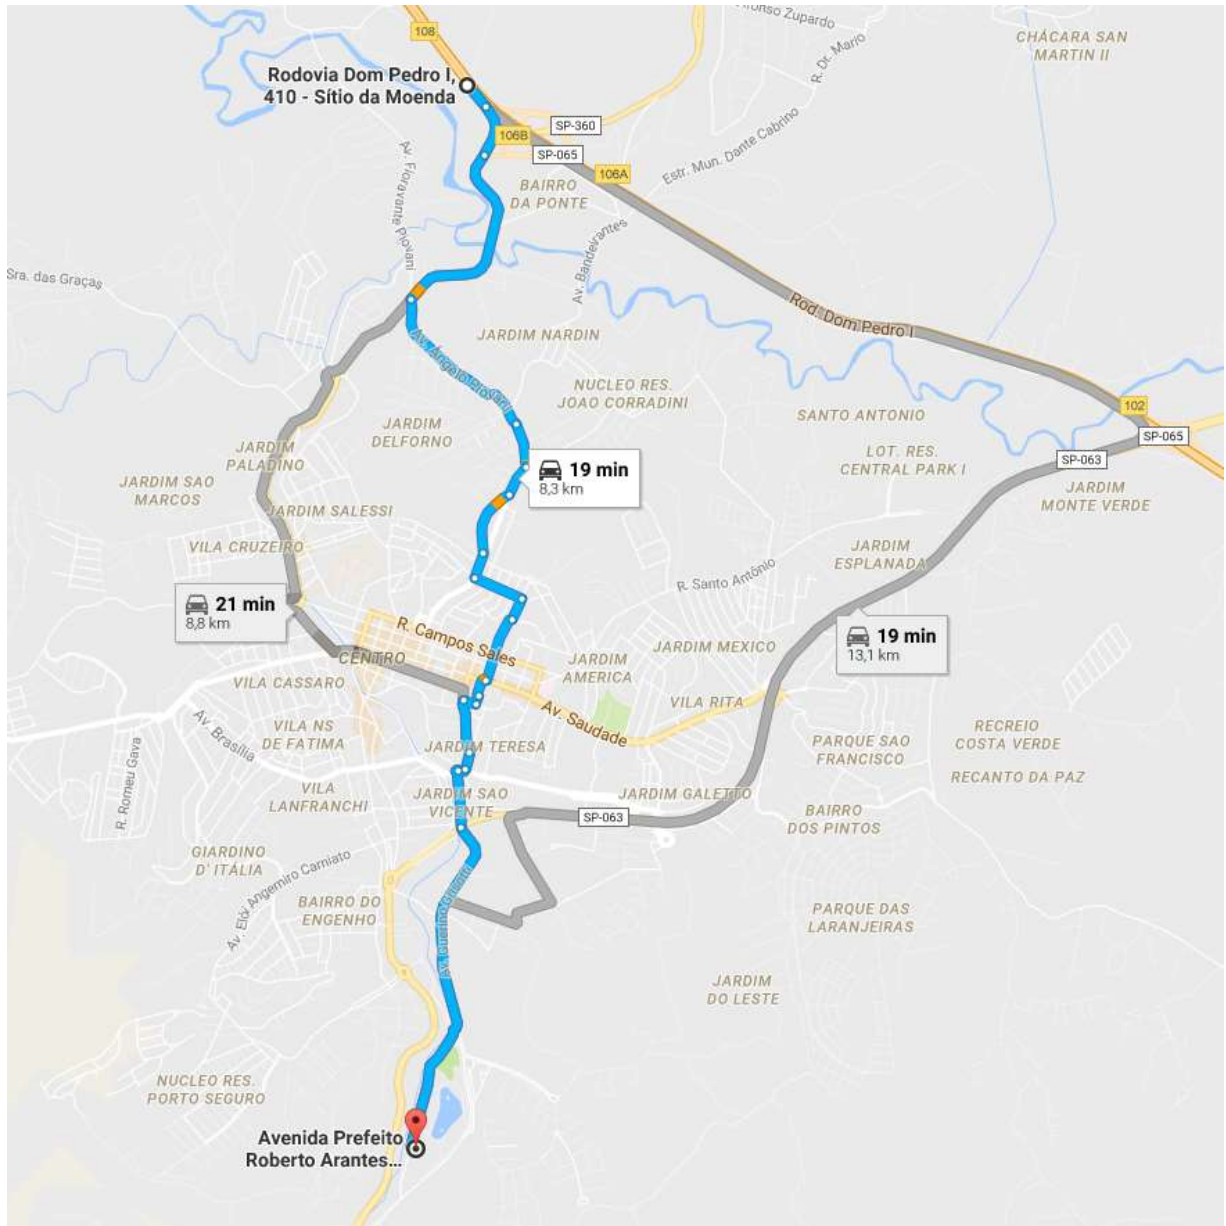 108
Afonso Zupardo
CHÁCARA SAN
MARTIN II
R. Dr. Mario
Rodovia Dom Pedro I,
410 - Sítio da Moenda
SP-360
106B
SP-065
106A
Estr. Mun. Dante Cabrino
Av. Fioravante Piovani
BAIRRO
DA PONTE
Av. Bandeirantes
Sra. das Graças
Rod. Dom Pedro I
JARDIM NARDIN
NUCLEO RES.
JOAO CORRADINI
SANTO ANTONIO
102
SP-065
JARDIM
DELFORNO
JARDIM
PALADINO
LOT. RES.
CENTRAL PARK I
SP-063
JARDIM SAO
MARCOS
19 min
8,3 km
JARDIM
MONTE VERDE
JARDIM SALESSI
VILA CRUZEIRO
JARDIM
ESPLANADA
R. Santo Antônio
21 min
8,8 km
R. Campos Sales
19 min
13,1 km
CENTRO
JARDIM
AMERICA
JARDIM MEXICO
VILA CASSARO
VILA RITA
Av. Saudade
Av. Brasília
VILA NS
DE FATIMA
JARDIM TERESA
PARQUE SAO
FRANCISCO
RECREIO
COSTA VERDE
RECANTO DA PAZ
R. Romeu Gava
VILA
LANFRANCHI
JARDIM SAO
VICENTE
JARDIM GALETTO
SP-063
BAIRRO
DOS PINTOS
GIARDINO
D' ITÁLIA
Av. Elói Angemiro Carniato
BAIRRO DO
ENGENHO
PARQUE DAS
LARANJEIRAS
JARDIM
DO LESTE
NUCLEO RES.
PORTO SEGURO
Avenida Prefeito
Roberto Arantes...